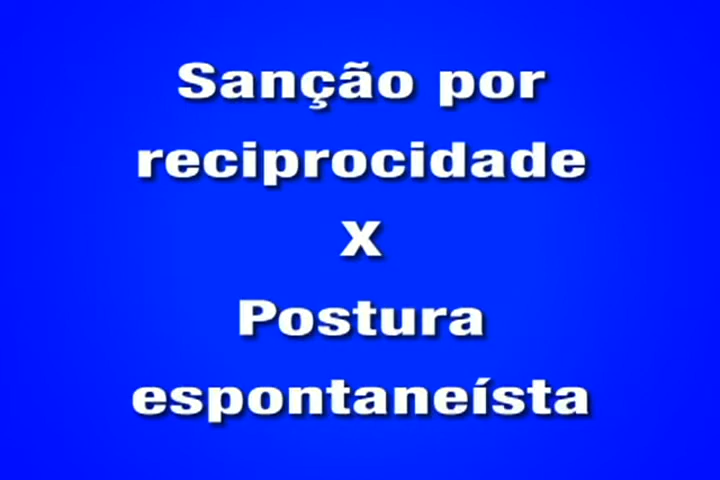 Sanção por
reciprocidade
X
Postura
espontaneísta